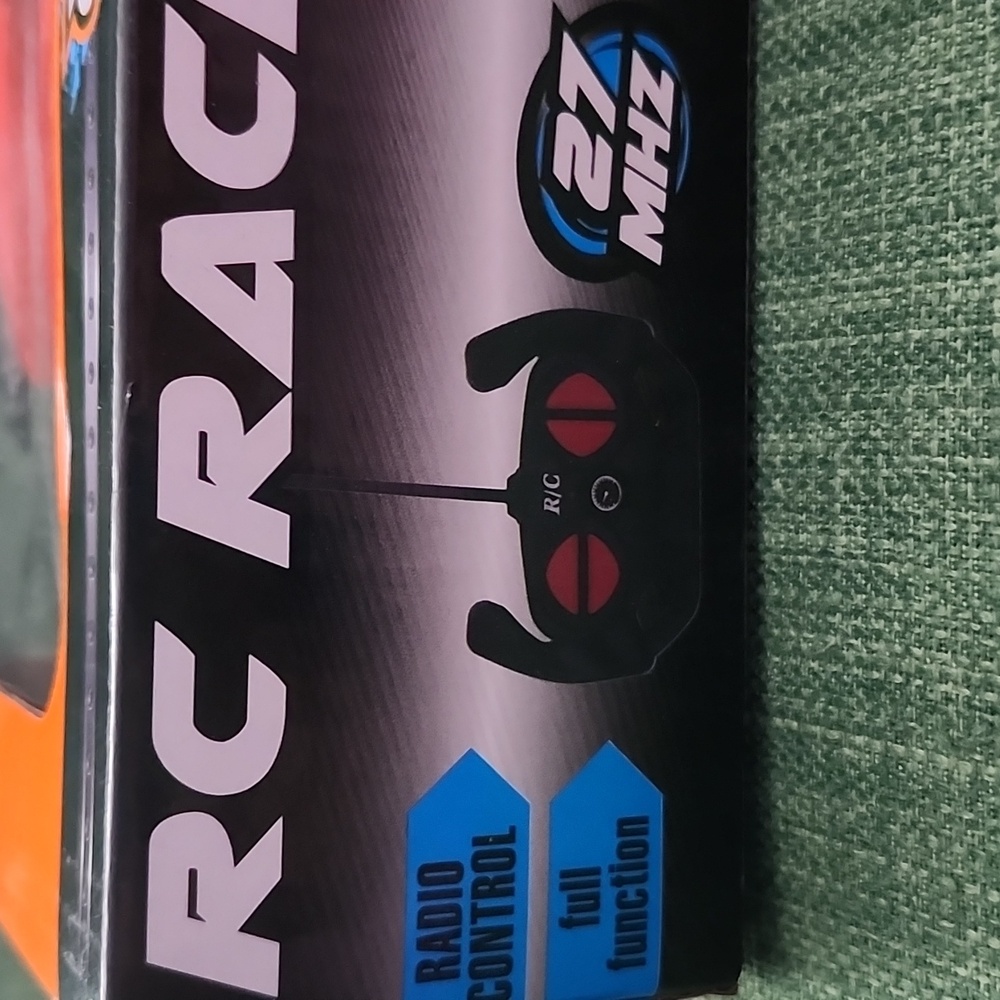 RC RAC
27
MHZ
R/C
RADIO
CONTROL
full
function